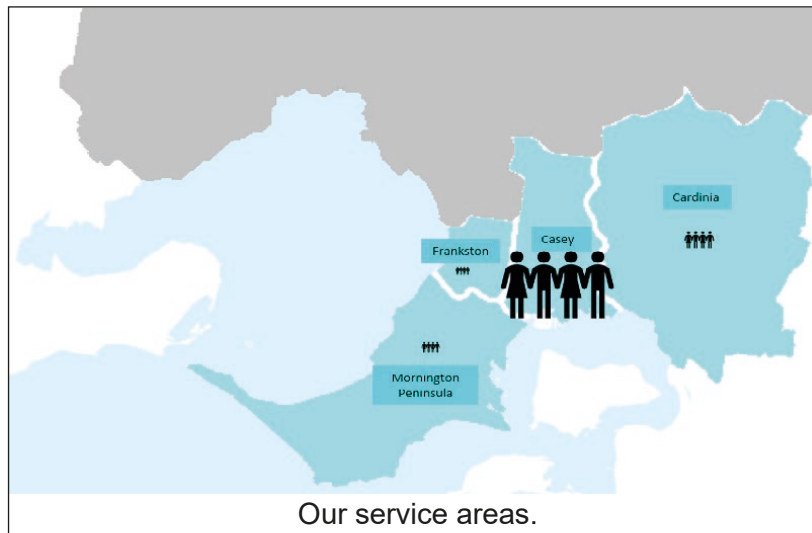 Cardinia
Casey
Frankston
Mornington
Peninsula
Our service areas.